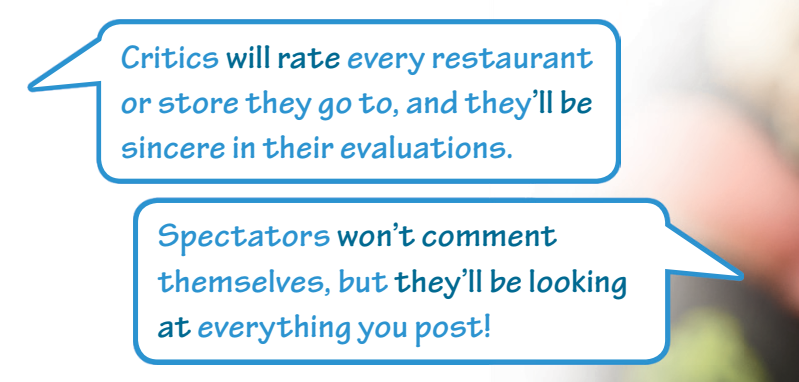 Critics will rate every restaurant
or store they go to, and they'll be
sincere in their evaluations.
Spectators won't comment
themselves, but they'll be looking
at everything you post!